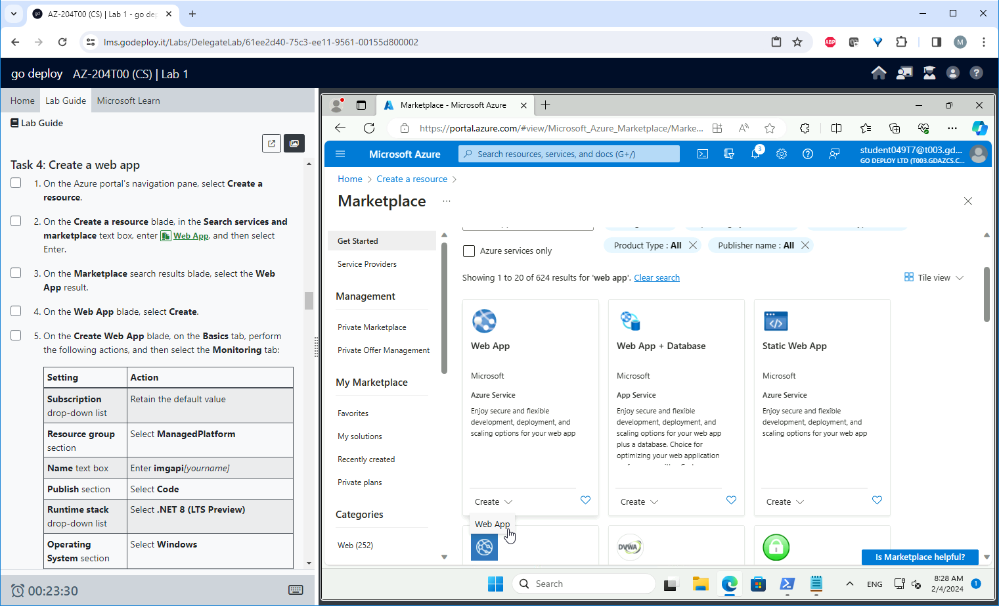 AZ-204T00 (CS) | Lab 1 - go de
lms.godeploy.it/Labs/DelegateLab/61ee2d40-75c3-ee11-9561-00155d800002
ABP
M
go deploy AZ-204T00 (CS) | Lab 1
Home Lab Guide Microsoft Learn
Lab Guide
Task 4: Create a web app
1. On the Azure portal's navigation pane, select Create a
resource.
2. On the Create a resource blade, in the Search services and
marketplace text box, enter Web App, and then select
Enter.
3. On the Marketplace search results blade, select the Web
App result.
4. On the Web App blade, select Create.
5. On the Create Web App blade, on the Basics tab, perform
the following actions, and then select the Monitoring tab:
Setting Action
Subscription
drop-down list
Retain the default value
Resource group
section
Select ManagedPlatform
Name text box Enter imgapi[yourname]
Publish section Select Code
Runtime stack
drop-down list
Select .NET 8 (LTS Preview)
Operating
System section
Select Windows
00:23:30
Marketplace - Microsoft Azure
https://portal.azure.com/#view/Microsoft_Azure_Marketplace/Marke...
Microsoft Azure
Search resources, services, and docs (G+/)
3
student049T7@t003.gd...
GO DEPLOY LTD (T003.GDAZCS.C...
Home > Create a resource >
Marketplace ...
Get Started
Service Providers
Management
Private Marketplace
Private Offer Management
My Marketplace
Favorites
My solutions
Recently created
Private plans
Categories
Web (252)
Azure services only
Product Type : All
Publisher name : All
Showing 1 to 20 of 624 results for 'web app'. Clear search
Tile view
Web App
Microsoft
Azure Service
Enjoy secure and flexible
development, deployment, and
scaling options for your web app
Create
Web App
Web App + Database
Microsoft
App Service
Enjoy secure and flexible
development, deployment, and
scaling options for your web app
plus a database. Choice for
optimizing your web application
Create
Static Web App
Microsoft
Azure Service
Enjoy secure and flexible
development, deployment, and
scaling options for your web app
Create
DVWA
Is Marketplace helpful?
Search
ENG
8:28 AM
2/4/2024
1